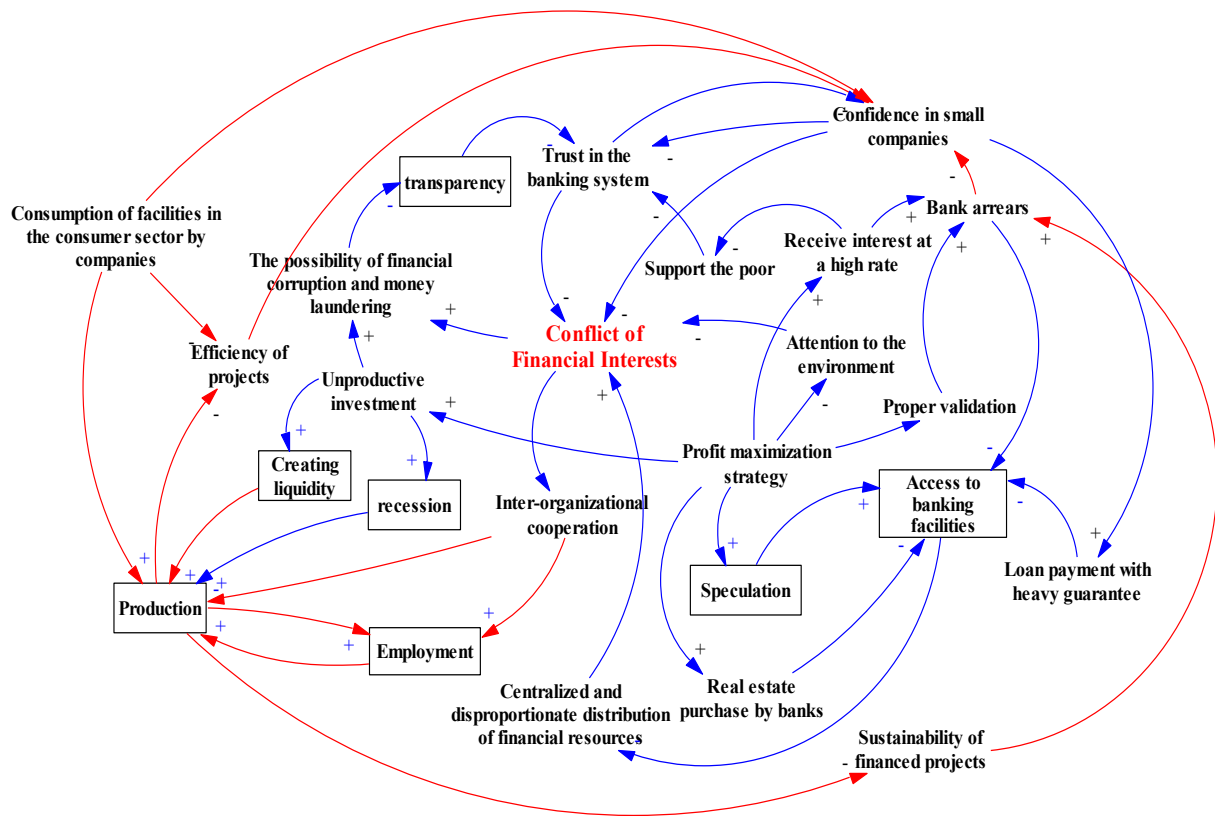 Confidence in small
companies
Trust in the
banking system
transparency
Consumption of facilities in
the consumer sector by
companies
Bank arrears
Receive interest at
a high rate
Support the poor
The possibility of financial
corruption and money
laundering
Conflict of
Financial Interests
Attention to the
environment
Efficiency of
projects
Unproductive
investment
Proper validation
Profit maximization
strategy
Creating
liquidity
recession
Inter-organizational
cooperation
Access to
banking
facilities
Speculation
Loan payment with
heavy guarantee
Production
Employment
Centralized and
disproportionate distribution
of financial resources
Real estate
purchase by banks
Sustainability of
financed projects